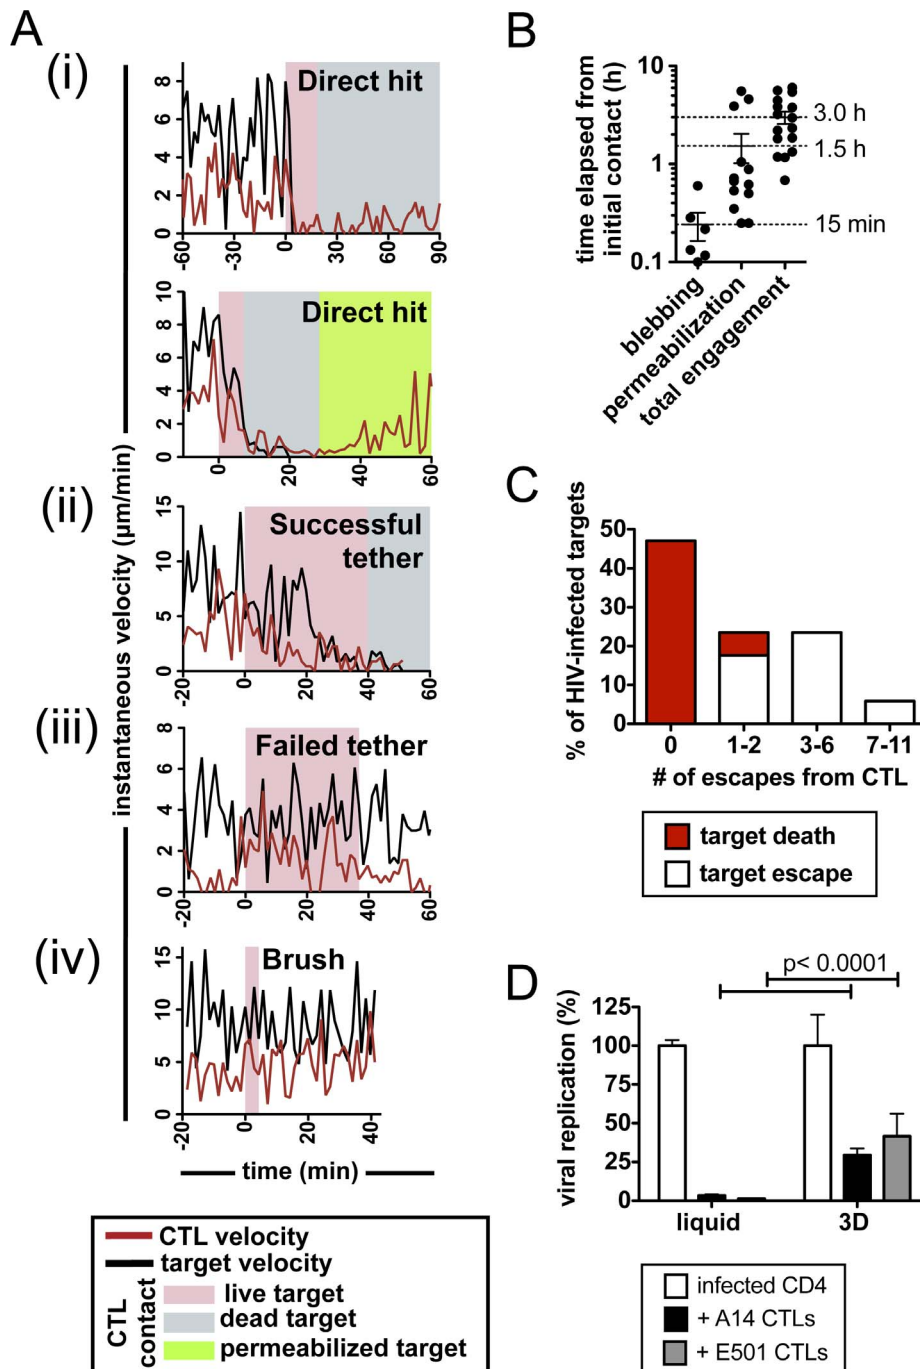 A
(i)
Direct hit
0 2 4 6 8
-60 -30 0 30 60 90
Direct hit
0 2 4 6 8 10
0 20 40 60
instantaneous velocity (µm/min)
(ii)
Successful
tether
0 5 10 15
-20 0 20 40 60
(iii)
Failed tether
0 2 4 6 8
-20 0 20 40 60
(iv)
Brush
0 5 10 15
-20 0 20 40
time (min)
CTL velocity
target velocity
CTL
contact
live target
dead target
permeabilized target
B
time elapsed from
initial contact (h)
10
1
0.1
3.0 h
1.5 h
15 min
blebbing
permeabilization
total engagement
C
% of HIV-infected targets
50
40
30
20
10
0
0 1-2 3-6 7-11
# of escapes from CTL
target death
target escape
D
p< 0.0001
viral replication (%)
125
100
75
50
25
0
liquid 3D
infected CD4
+ A14 CTLs
+ E501 CTLs